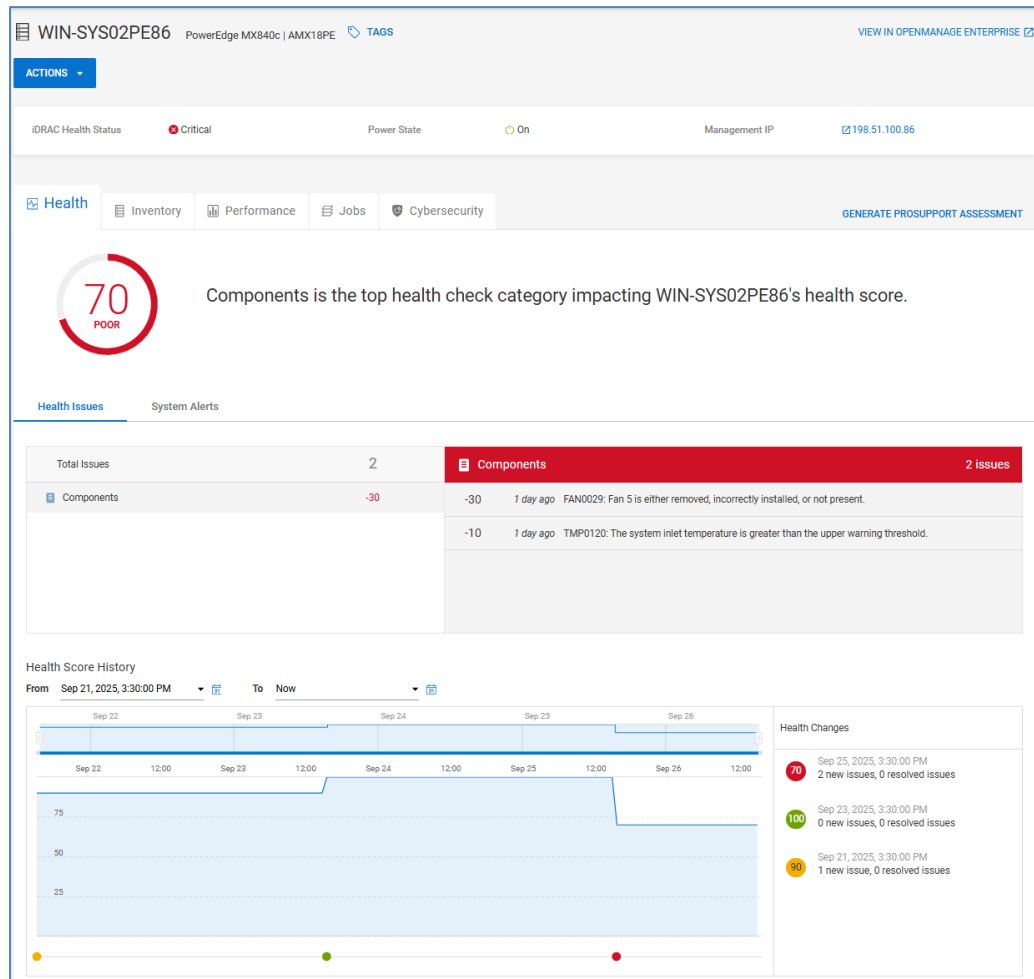 WIN-SYS02PE86 PowerEdge MX840c | AMX18PE TAGS VIEW IN OPENMANAGE ENTERPRISE
ACTIONS
iDRAC Health Status Critical Power State On Management IP 198.51.100.86
Health Inventory Performance Jobs Cybersecurity GENERATE PROSUPPORT ASSESSMENT
70
POOR
Components is the top health check category impacting WIN-SYS02PE86's health score.
Health Issues System Alerts
Total Issues 2
Components -30
Components 2 issues
-30 1 day ago FAN0029: Fan 5 is either removed, incorrectly installed, or not present.
-10 1 day ago TMP0120: The system inlet temperature is greater than the upper warning threshold.
Health Score History
From Sep 21, 2025, 3:30:00 PM To Now
Sep 22 Sep 23 Sep 24 Sep 25 Sep 26
Sep 22 12:00 Sep 23 12:00 Sep 24 12:00 Sep 25 12:00 Sep 26 12:00
75
50
25
Health Changes
70 Sep 25, 2025, 3:30:00 PM
2 new issues, 0 resolved issues
100 Sep 23, 2025, 3:30:00 PM
0 new issues, 0 resolved issues
90 Sep 21, 2025, 3:30:00 PM
1 new issue, 0 resolved issues